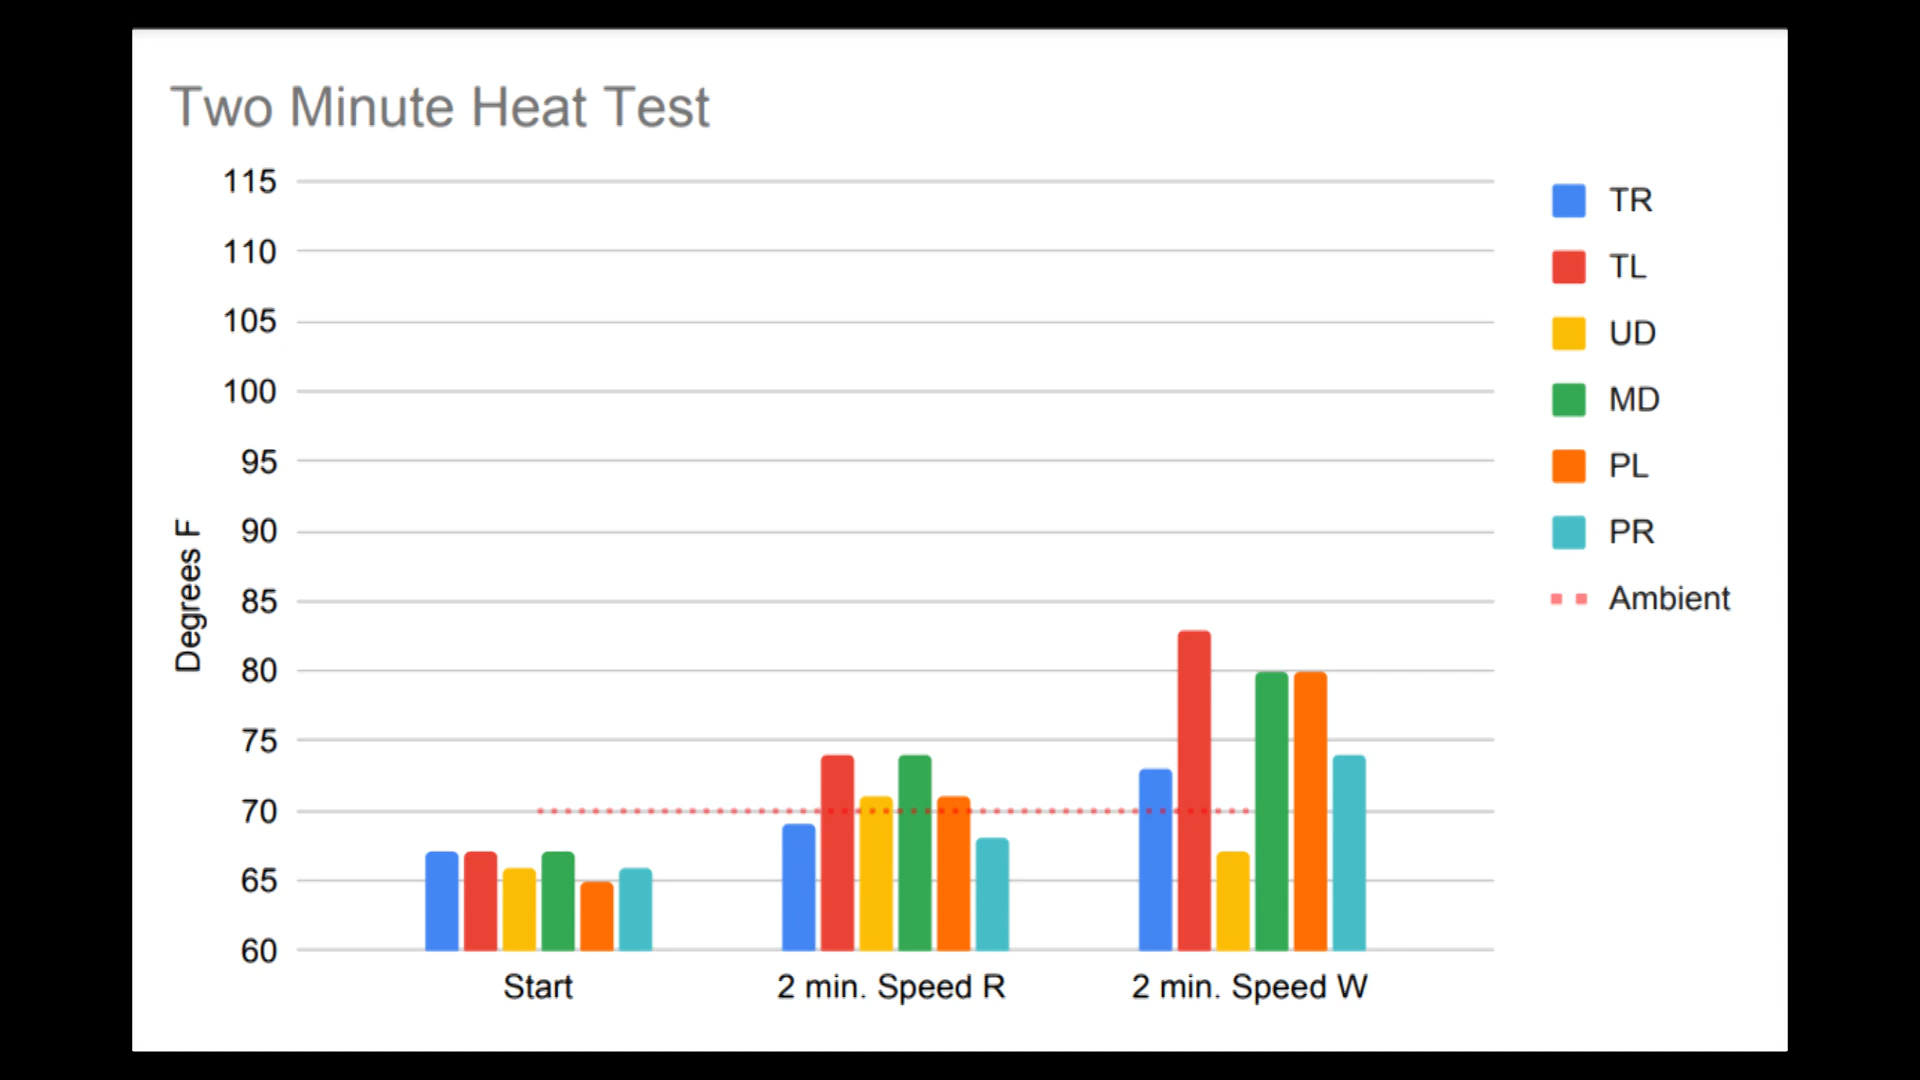 Two Minute Heat Test
115
110
105
100
95
90
85
80
75
70
65
60
Degrees F
Start
2 min. Speed R
2 min. Speed W
TR
TL
UD
MD
PL
PR
Ambient